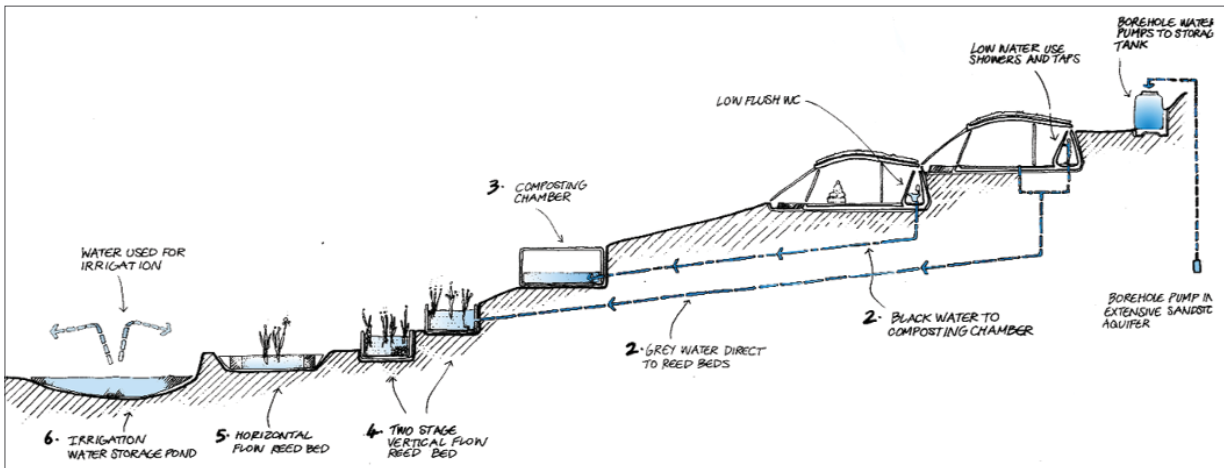 BOREHOLE WATER
PUMPS TO STORAG
TANK
LOW WATER USE
SHOWERS AND TAPS
LOW FLUSH WC
3. COMPOSTING
CHAMBER
WATER USED FOR
IRRIGATION
BOREHOLE PUMP IN
EXTENSIVE SANDSTO
AQUIFER
2. BLACK WATER TO
COMPOSTING CHAMBER
2. GREY WATER DIRECT
TO REED BEDS
4. TWO STAGE
VERTICAL FLOW
REED BED
5. HORIZONTAL
FLOW REED BED
6. IRRIGATION
WATER STORAGE POND